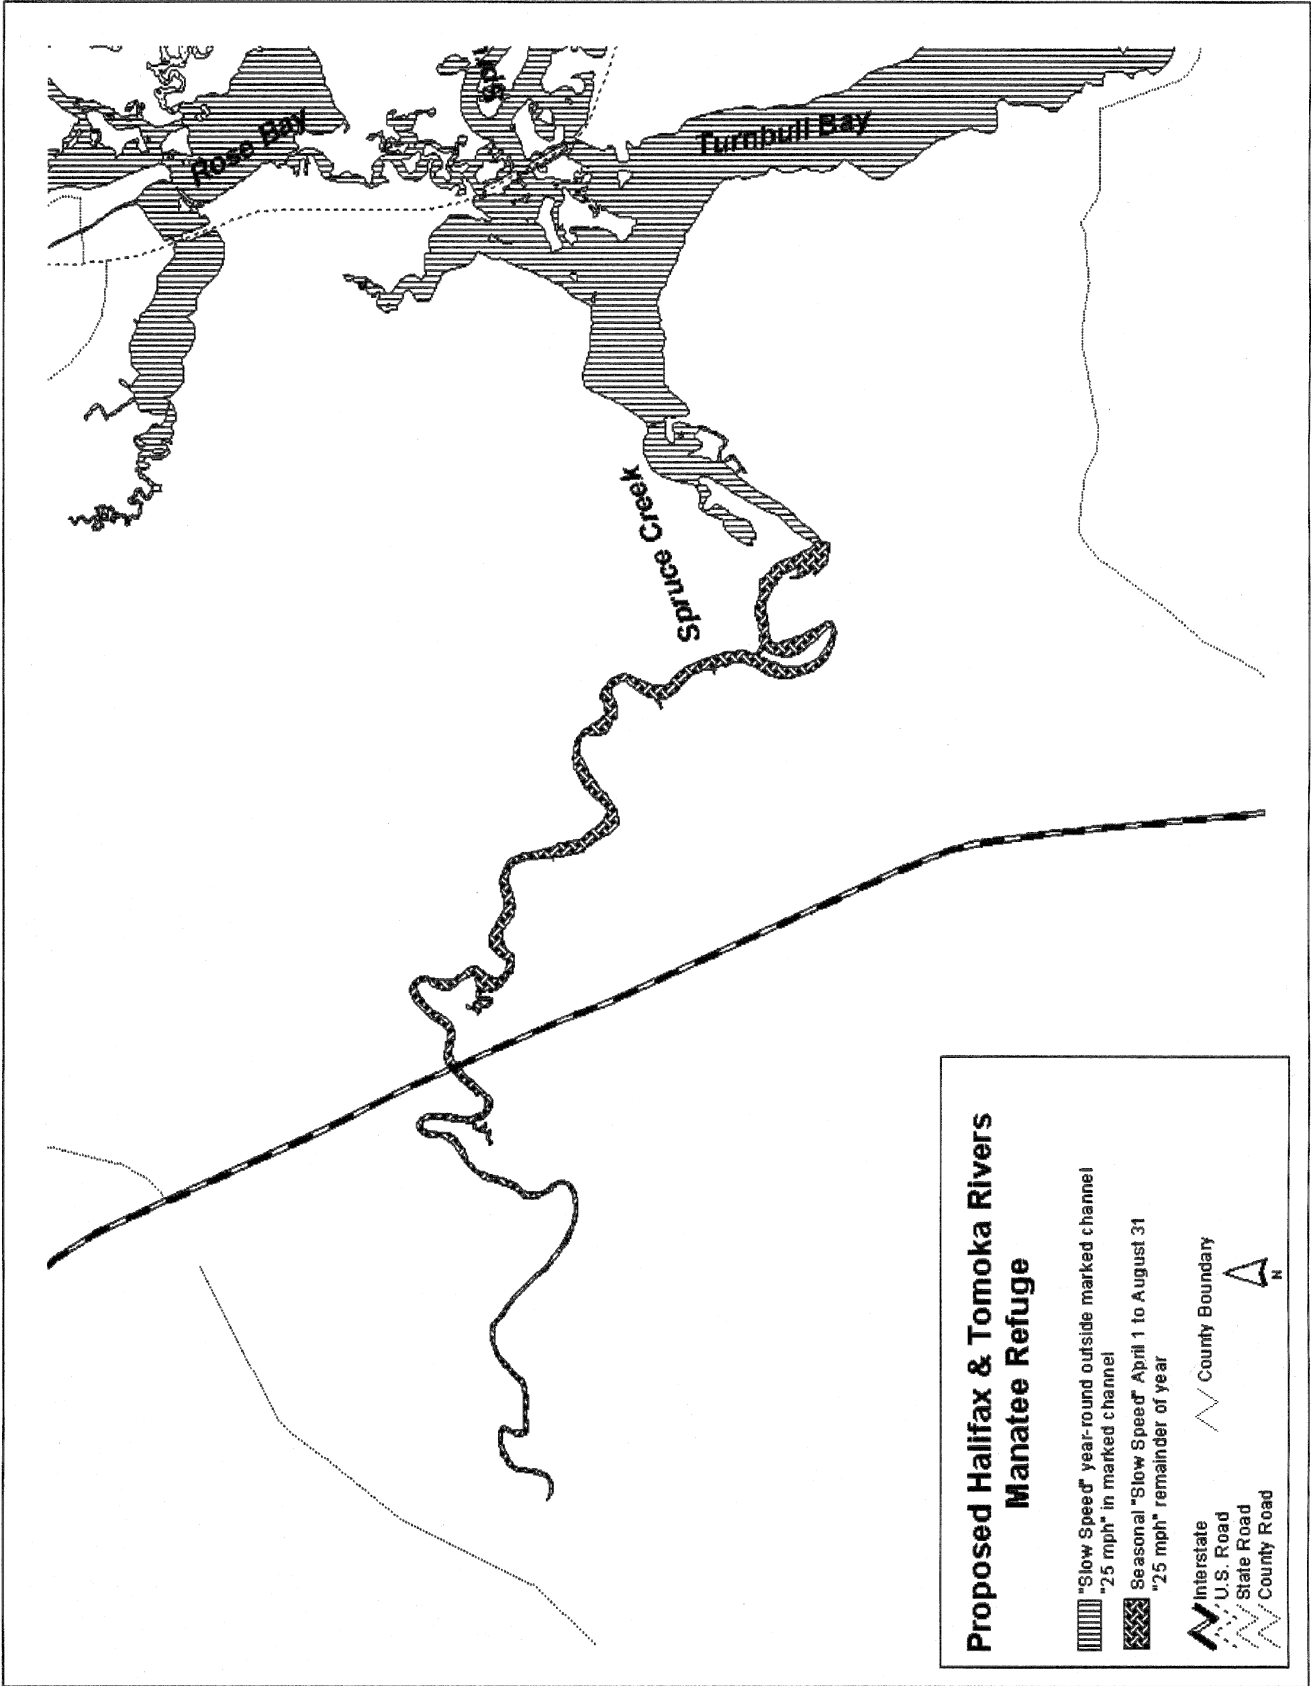 Rose Bay
Spr
Turnbull Bay
Spruce Creek
Proposed Halifax & Tomoka Rivers
Manatee Refuge
"Slow Speed" year-round outside marked channel
"25 mph" in marked channel
Seasonal "Slow Speed" April 1 to August 31
"25 mph" remainder of year
Interstate
U.S. Road
State Road
County Road
County Boundary
N